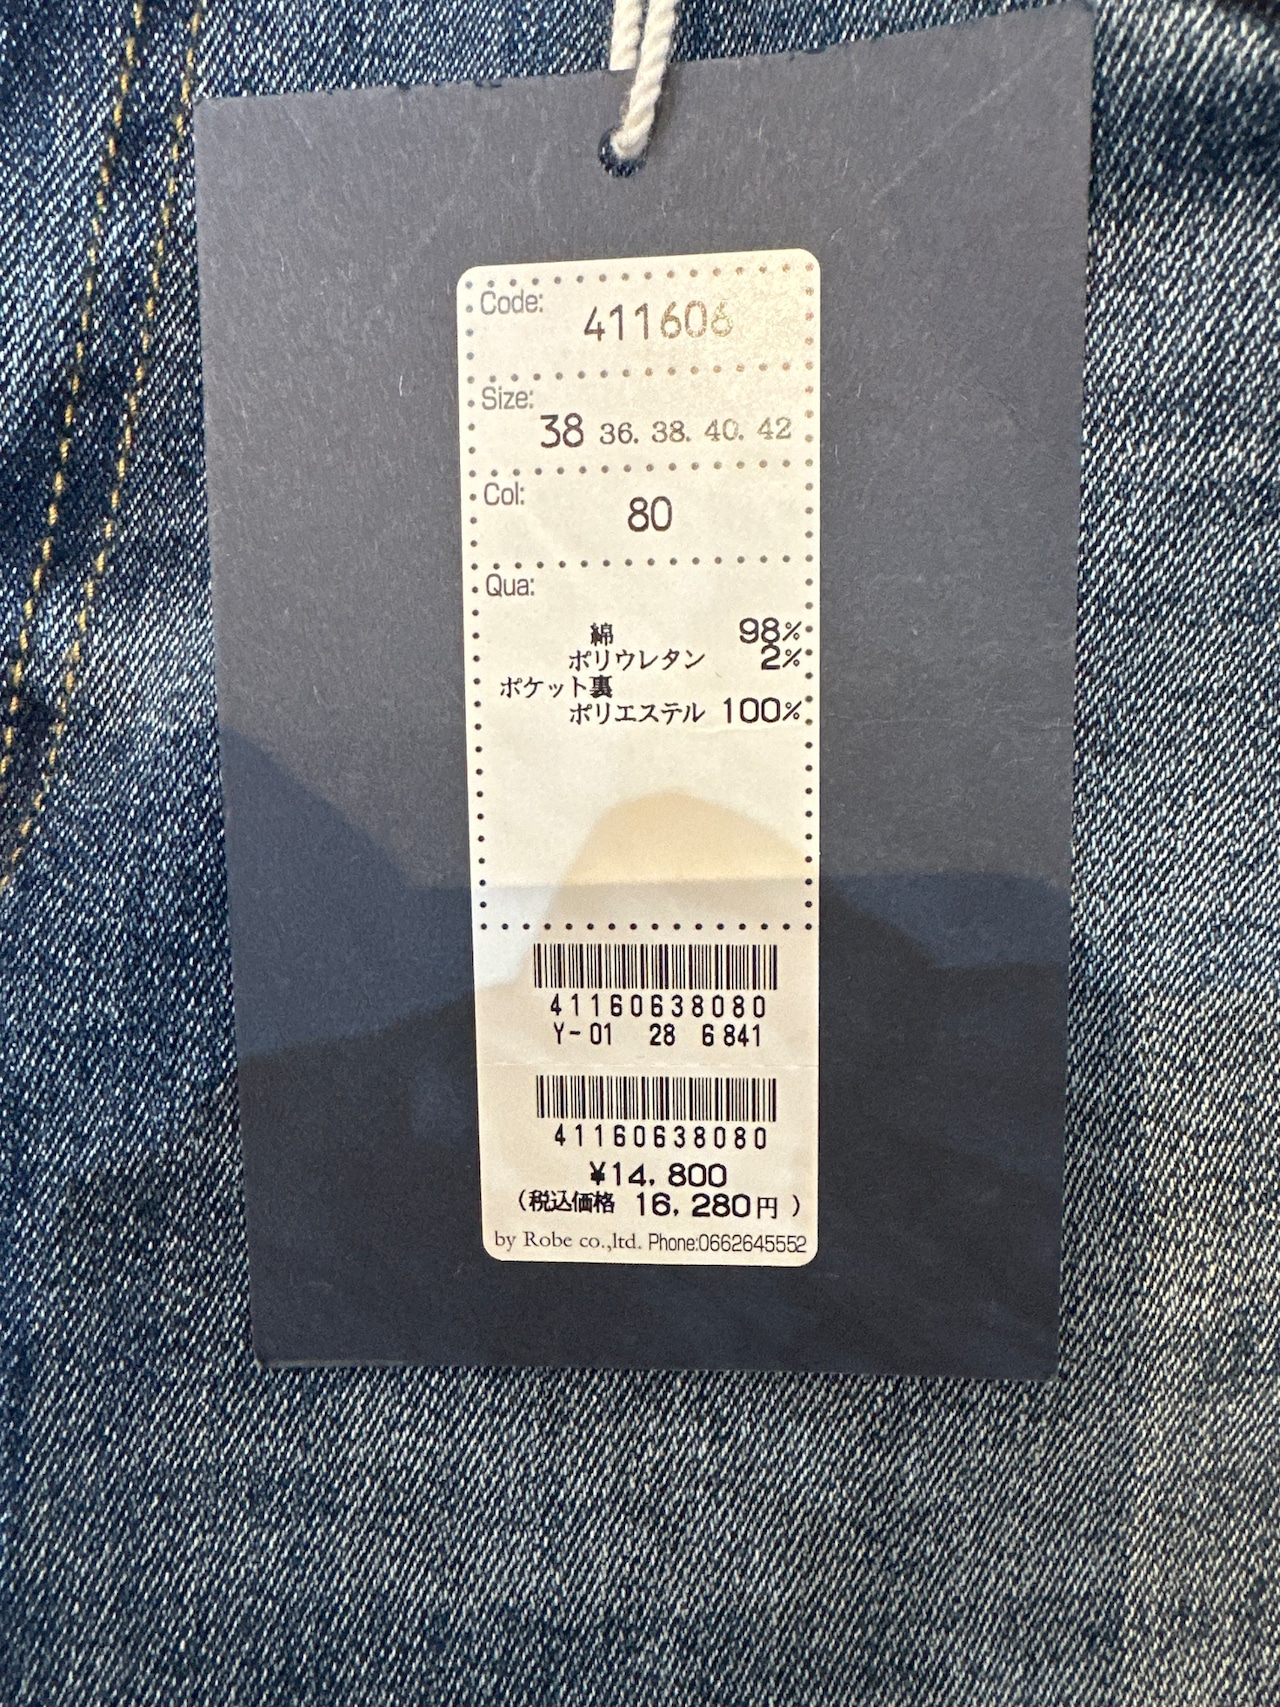 Code:
411606
Size:
38 36. 38. 40. 42
Col:
80
Qua:
綿 98%
ポリウレタン 2%
ポケット裏
ポリエステル 100%
41160638080
Y-01 28 6841
41160638080
¥14,800
(税込価格 16,280円)
by Robe co.,ltd. Phone:0662645552